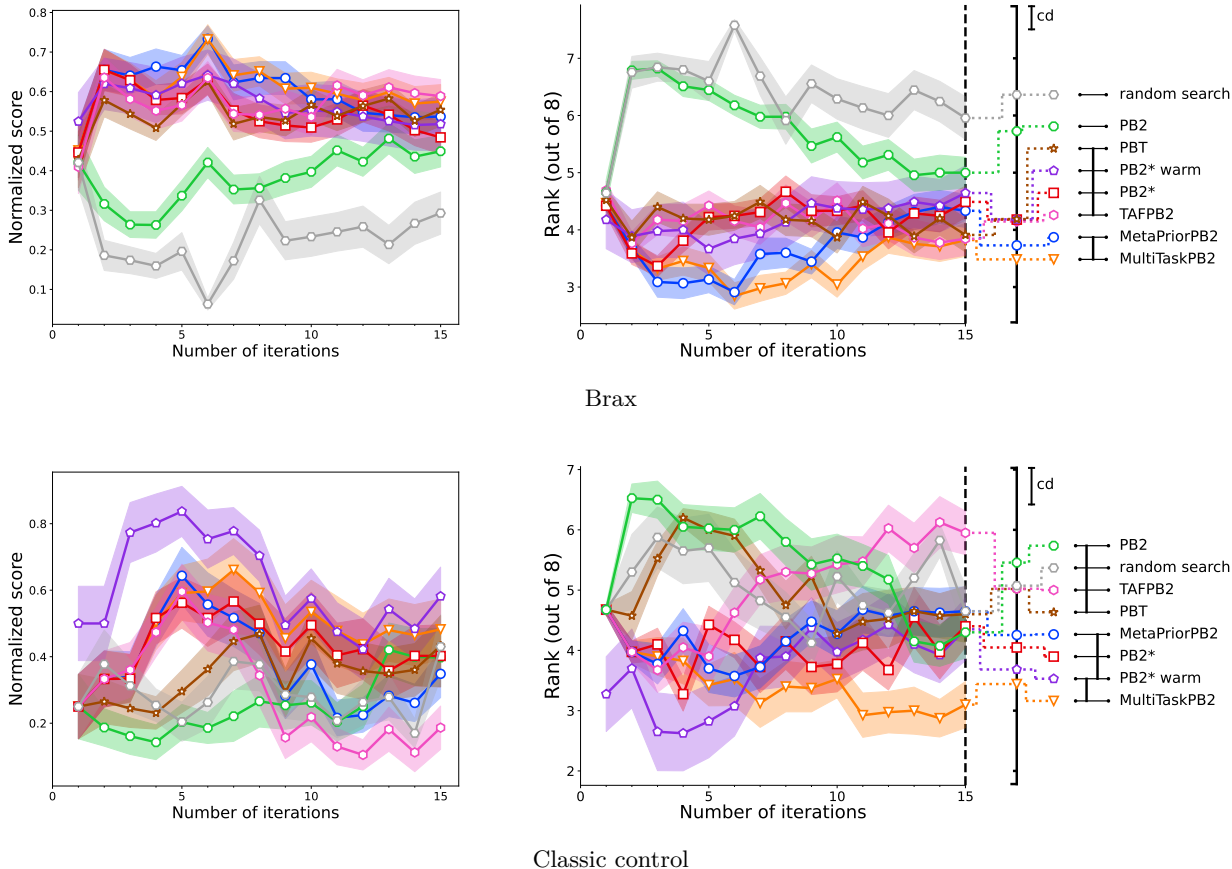 0.8
0.7
0.6
0.5
0.4
0.3
0.2
0.1
Normalized score
0 5 10 15
Number of iterations
7
6
5
4
3
Rank (out of 8)
0 5 10 15
Number of iterations
cd
random search
PB2
PBT
PB2* warm
PB2*
TAFPB2
MetaPriorPB2
MultiTaskPB2
Brax
0.8
0.6
0.4
0.2
Normalized score
0 5 10 15
Number of iterations
7
6
5
4
3
2
Rank (out of 8)
0 5 10 15
Number of iterations
cd
PB2
random search
TAFPB2
PBT
MetaPriorPB2
PB2*
PB2* warm
MultiTaskPB2
Classic control